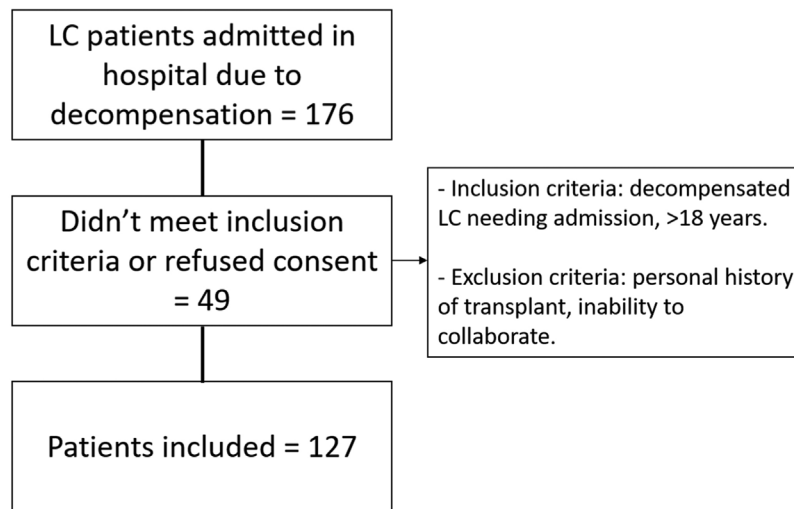 LC patients admitted in
hospital due to
decompensation = 176
Didn’t meet inclusion
criteria or refused consent
= 49
- Inclusion criteria: decompensated
LC needing admission, >18 years.
- Exclusion criteria: personal history
of transplant, inability to
collaborate.
Patients included = 127